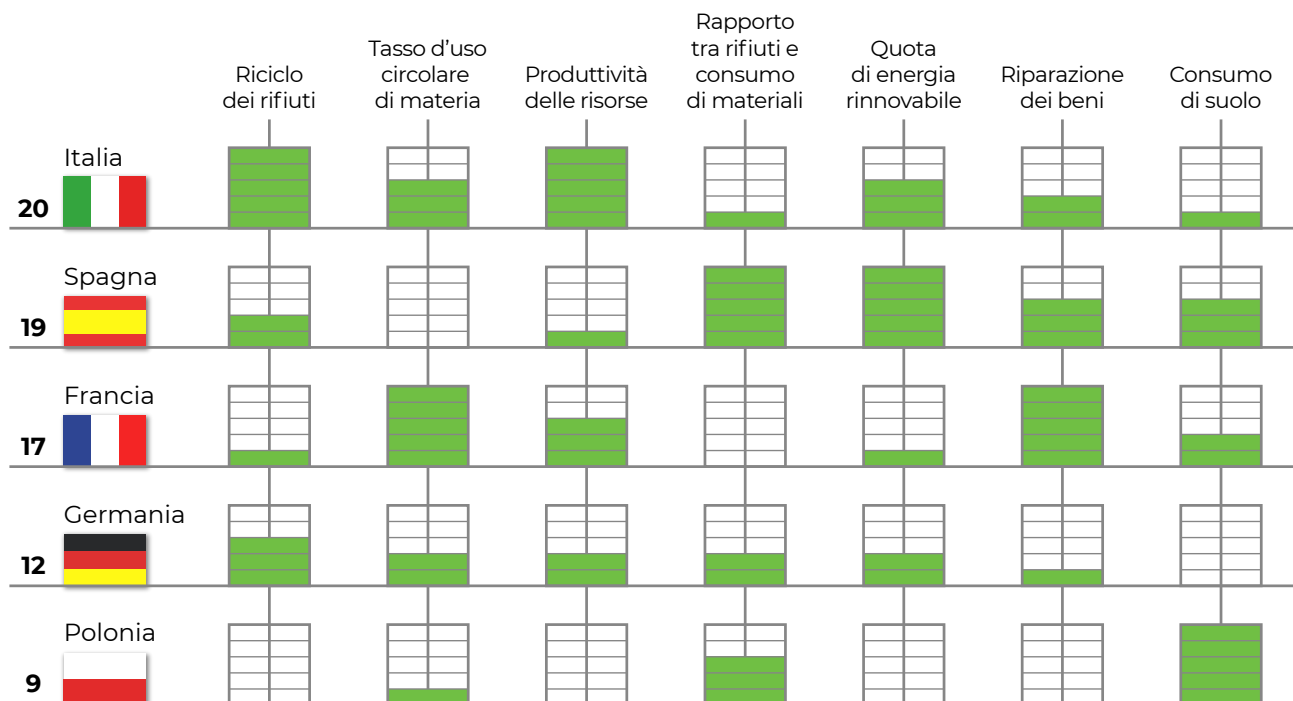 Riciclo
dei rifiuti
Tasso d’uso
circolare
di materia
Produttività
delle risorse
Rapporto
tra rifiuti e
consumo
di materiali
Quota
di energia
rinnovabile
Riparazione
dei beni
Consumo
di suolo
Italia
20
Spagna
19
Francia
17
Germania
12
Polonia
9